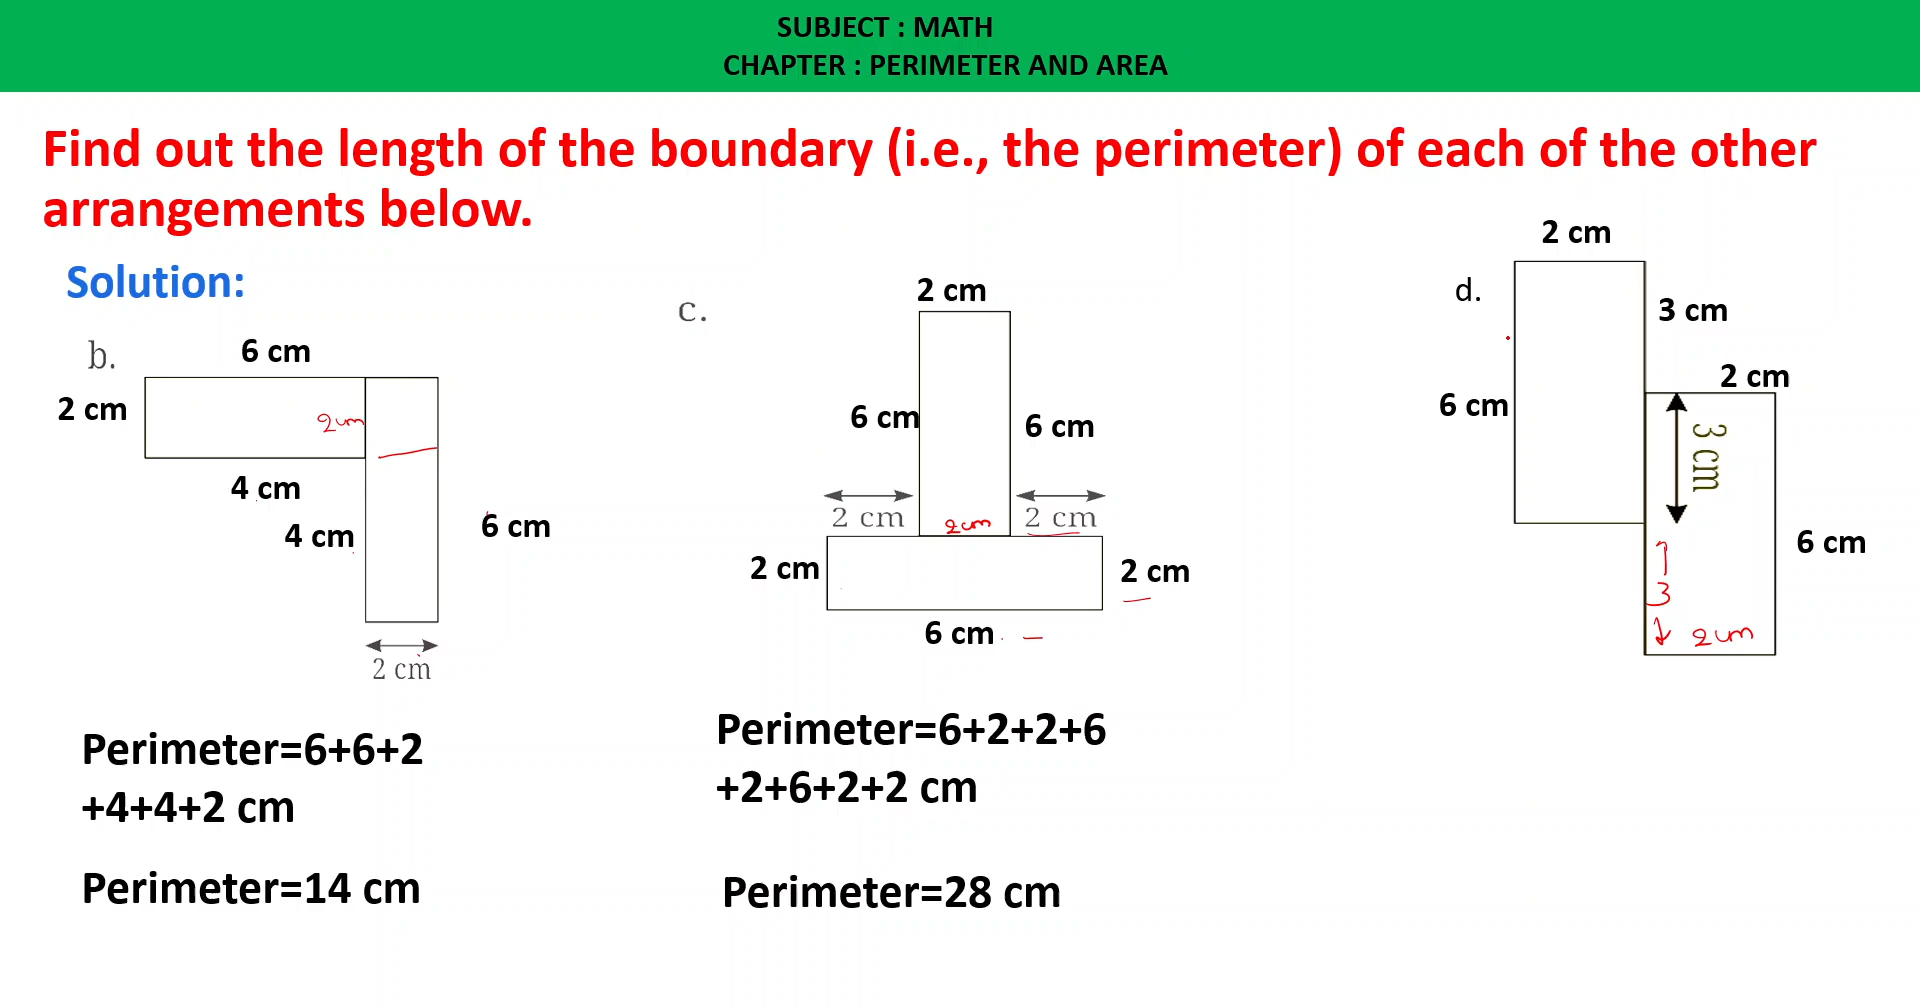 SUBJECT : MATH
CHAPTER : PERIMETER AND AREA
Find out the length of the boundary (i.e., the perimeter) of each of the other
arrangements below.
Solution:
b.
6 cm
2 cm
2cm
4 cm
4 cm
6 cm
2 cm
Perimeter=6+6+2
+4+4+2 cm
Perimeter=14 cm
c.
2 cm
6 cm
6 cm
2 cm
2cm
2 cm
2 cm
2 cm
6 cm
Perimeter=6+2+2+6
+2+6+2+2 cm
Perimeter=28 cm
d.
2 cm
3 cm
2 cm
6 cm
3 cm
6 cm
3
2cm